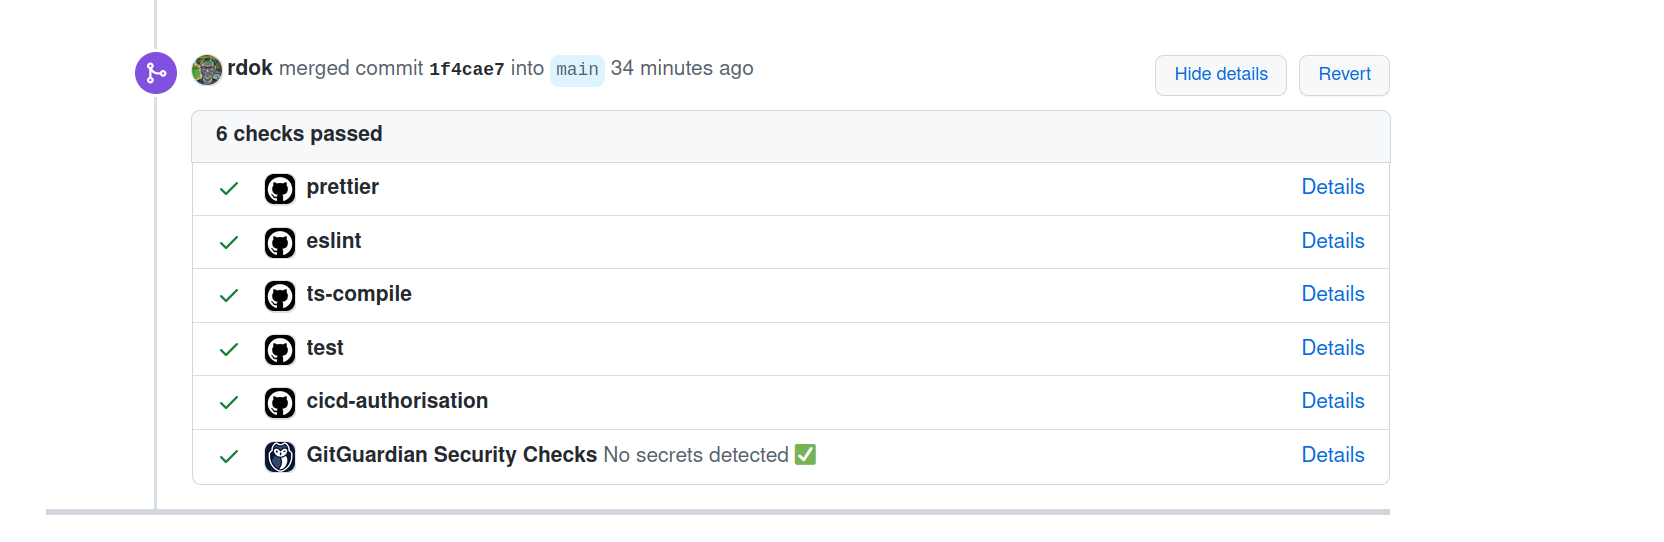 rdok merged commit 1f4cae7 into main 34 minutes ago
Hide details
Revert
6 checks passed
prettier Details
eslint Details
ts-compile Details
test Details
cicd-authorisation Details
GitGuardian Security Checks No secrets detected ✅ Details